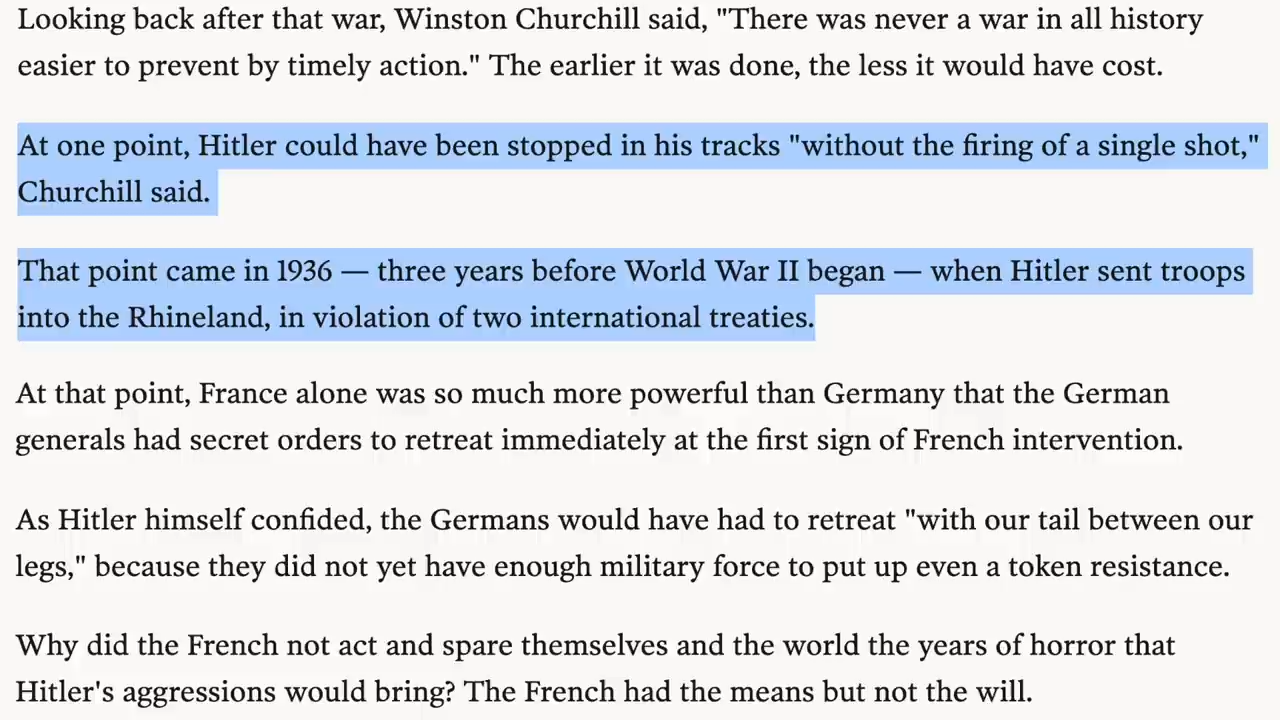 Looking back after that war, Winston Churchill said, "There was never a war in all history
easier to prevent by timely action." The earlier it was done, the less it would have cost.
At one point, Hitler could have been stopped in his tracks "without the firing of a single shot,"
Churchill said.
That point came in 1936 — three years before World War II began — when Hitler sent troops
into the Rhineland, in violation of two international treaties.
At that point, France alone was so much more powerful than Germany that the German
generals had secret orders to retreat immediately at the first sign of French intervention.
As Hitler himself confided, the Germans would have had to retreat "with our tail between our
legs," because they did not yet have enough military force to put up even a token resistance.
Why did the French not act and spare themselves and the world the years of horror that
Hitler's aggressions would bring? The French had the means but not the will.